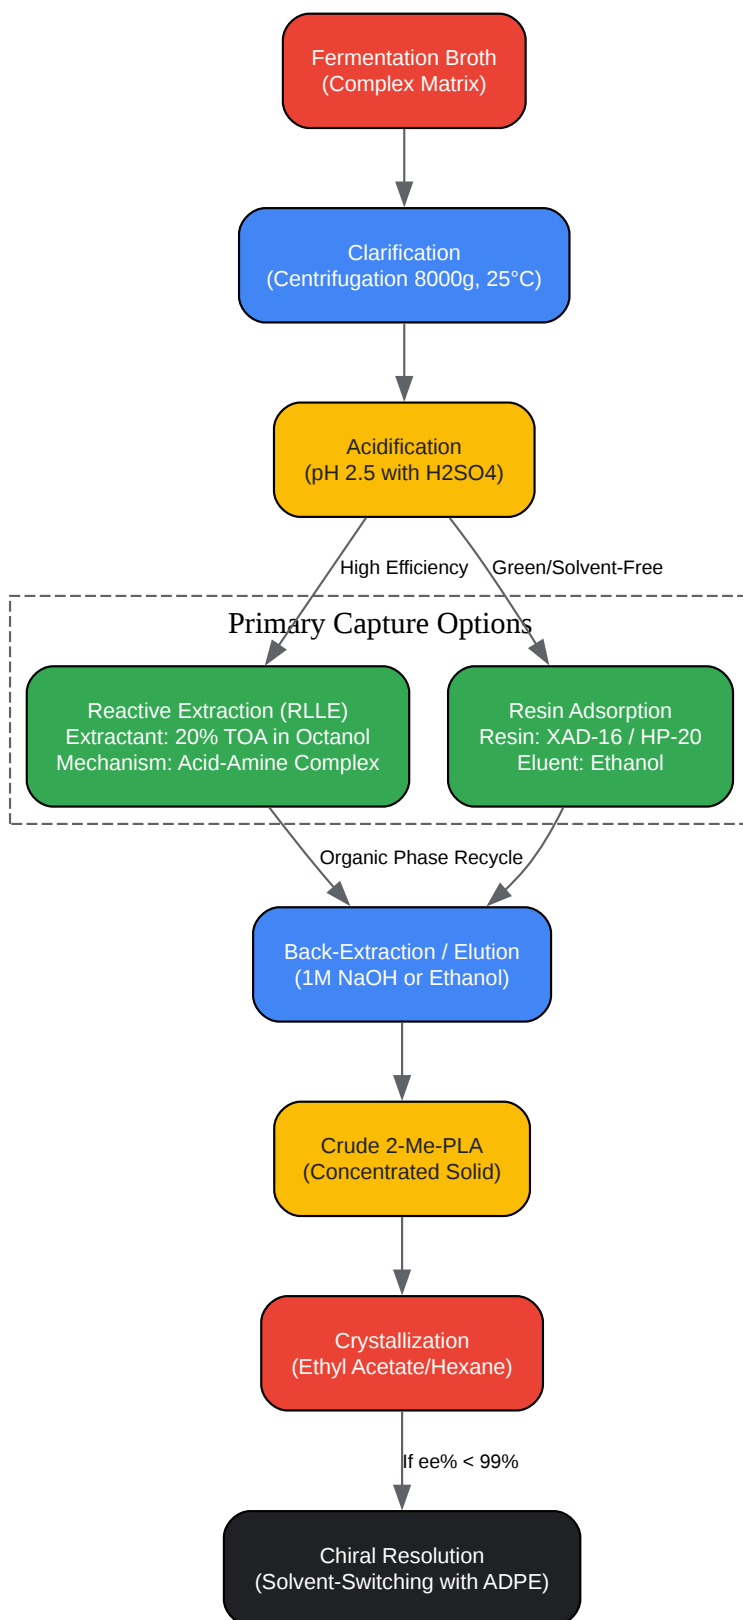 Fermentation Broth
(Complex Matrix)
Clarification
(Centrifugation 8000g, 25°C)
Acidification
(pH 2.5 with H2SO4)
High Efficiency
Green/Solvent-Free
Primary Capture Options
Reactive Extraction (RLLE)
Extractant: 20% TOA in Octanol
Mechanism: Acid-Amine Complex
Resin Adsorption
Resin: XAD-16 / HP-20
Eluent: Ethanol
Organic Phase Recycle
Back-Extraction / Elution
(1M NaOH or Ethanol)
Crude 2-Me-PLA
(Concentrated Solid)
Crystallization
(Ethyl Acetate/Hexane)
If ee% < 99%
Chiral Resolution
(Solvent-Switching with ADPE)